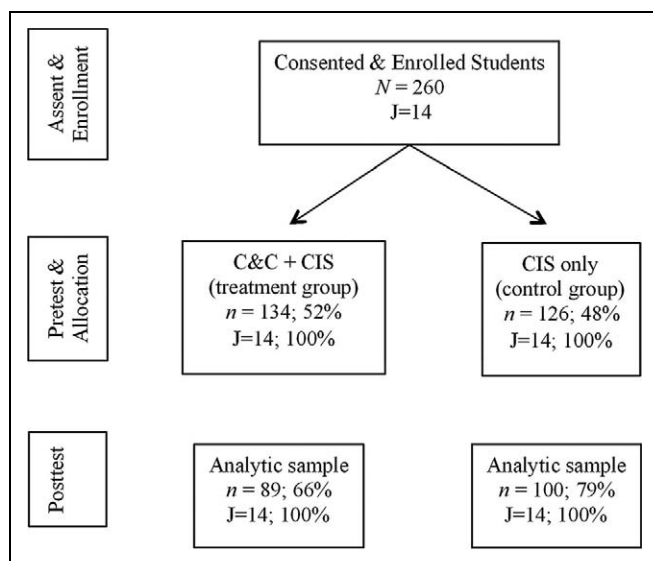 Assent &
Enrollment
Consented & Enrolled Students
N = 260
J=14
Pretest &
Allocation
C&C + CIS
(treatment group)
n = 134; 52%
J=14; 100%
CIS only
(control group)
n = 126; 48%
J=14; 100%
Posttest
Analytic sample
n = 89; 66%
J=14; 100%
Analytic sample
n = 100; 79%
J=14; 100%